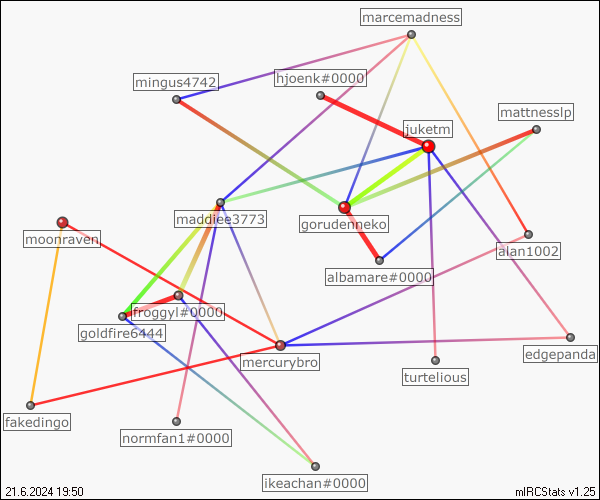 marcemadness
mingus4742
hjoenk#0000
mattnesslp
juketm
maddiee3773
gorudenneko
moonraven
alan1002
albamare#0000
froggyl#0000
goldfire6444
mercurybro
edgepanda
turtelious
fakedingo
normfan1#0000
ikeachan#0000
21.6.2024 19:50
mIRCStats v1.25